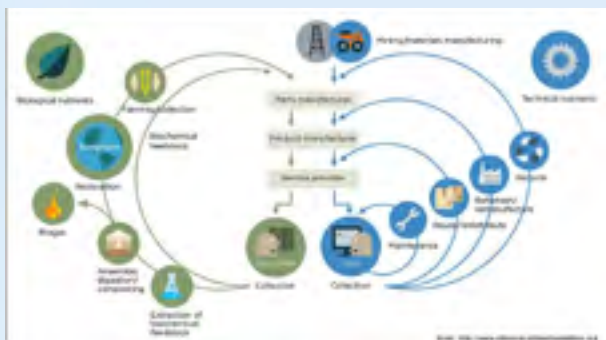 Mining/materials manufacturing
Biological nutrients
Technical nutrients
Farming/collection
Parts manufacturer
Biochemical
feedstock
Product manufacturer
Biosphere
Restoration
Recycle
Service provider
Refurbish/
remanufacture
Biogas
Reuse/redistribute
Maintenance
Anaerobic
digestion/
composting
Collection
Collection
Extraction of
biochemical
feedstock